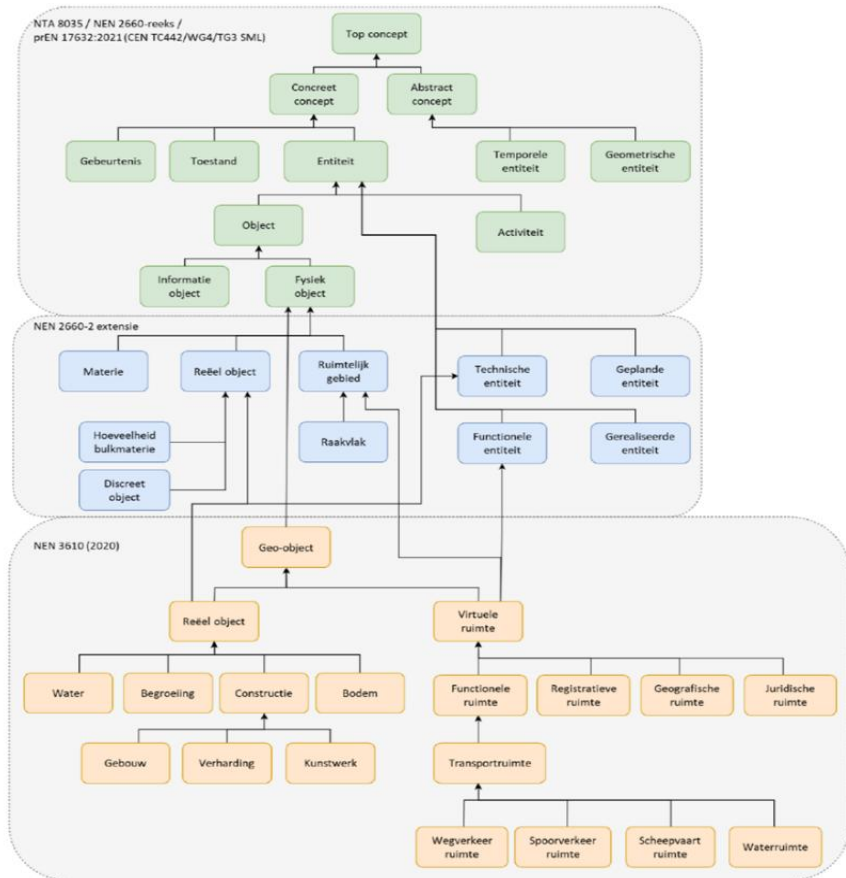 NTA 8035 / NEN 2660-reeks /
prEN 17632:2021 (CEN TC442/WG4/TG3 SML)
Top concept
Concreet
concept
Abstract
concept
Gebeurtenis
Toestand
Entiteit
Temporele
entiteit
Geometrische
entiteit
Object
Activiteit
Informatie
object
Fysiek
object
NEN 2660-2 extensie
Materie
Reëel object
Ruimtelijk
gebied
Technische
entiteit
Geplande
entiteit
Hoeveelheid
bulkmaterie
Raakvlak
Functionele
entiteit
Gerealiseerde
entiteit
Discreet
object
NEN 3610 (2020)
Geo-object
Reëel object
Virtuele
ruimte
Water
Begroeiing
Constructie
Bodem
Functionele
ruimte
Registratieve
ruimte
Geografische
ruimte
Juridische
ruimte
Gebouw
Verharding
Kunstwerk
Transportruimte
Wegverkeer
ruimte
Spoorverkeer
ruimte
Scheepvaart
ruimte
Waterruimte